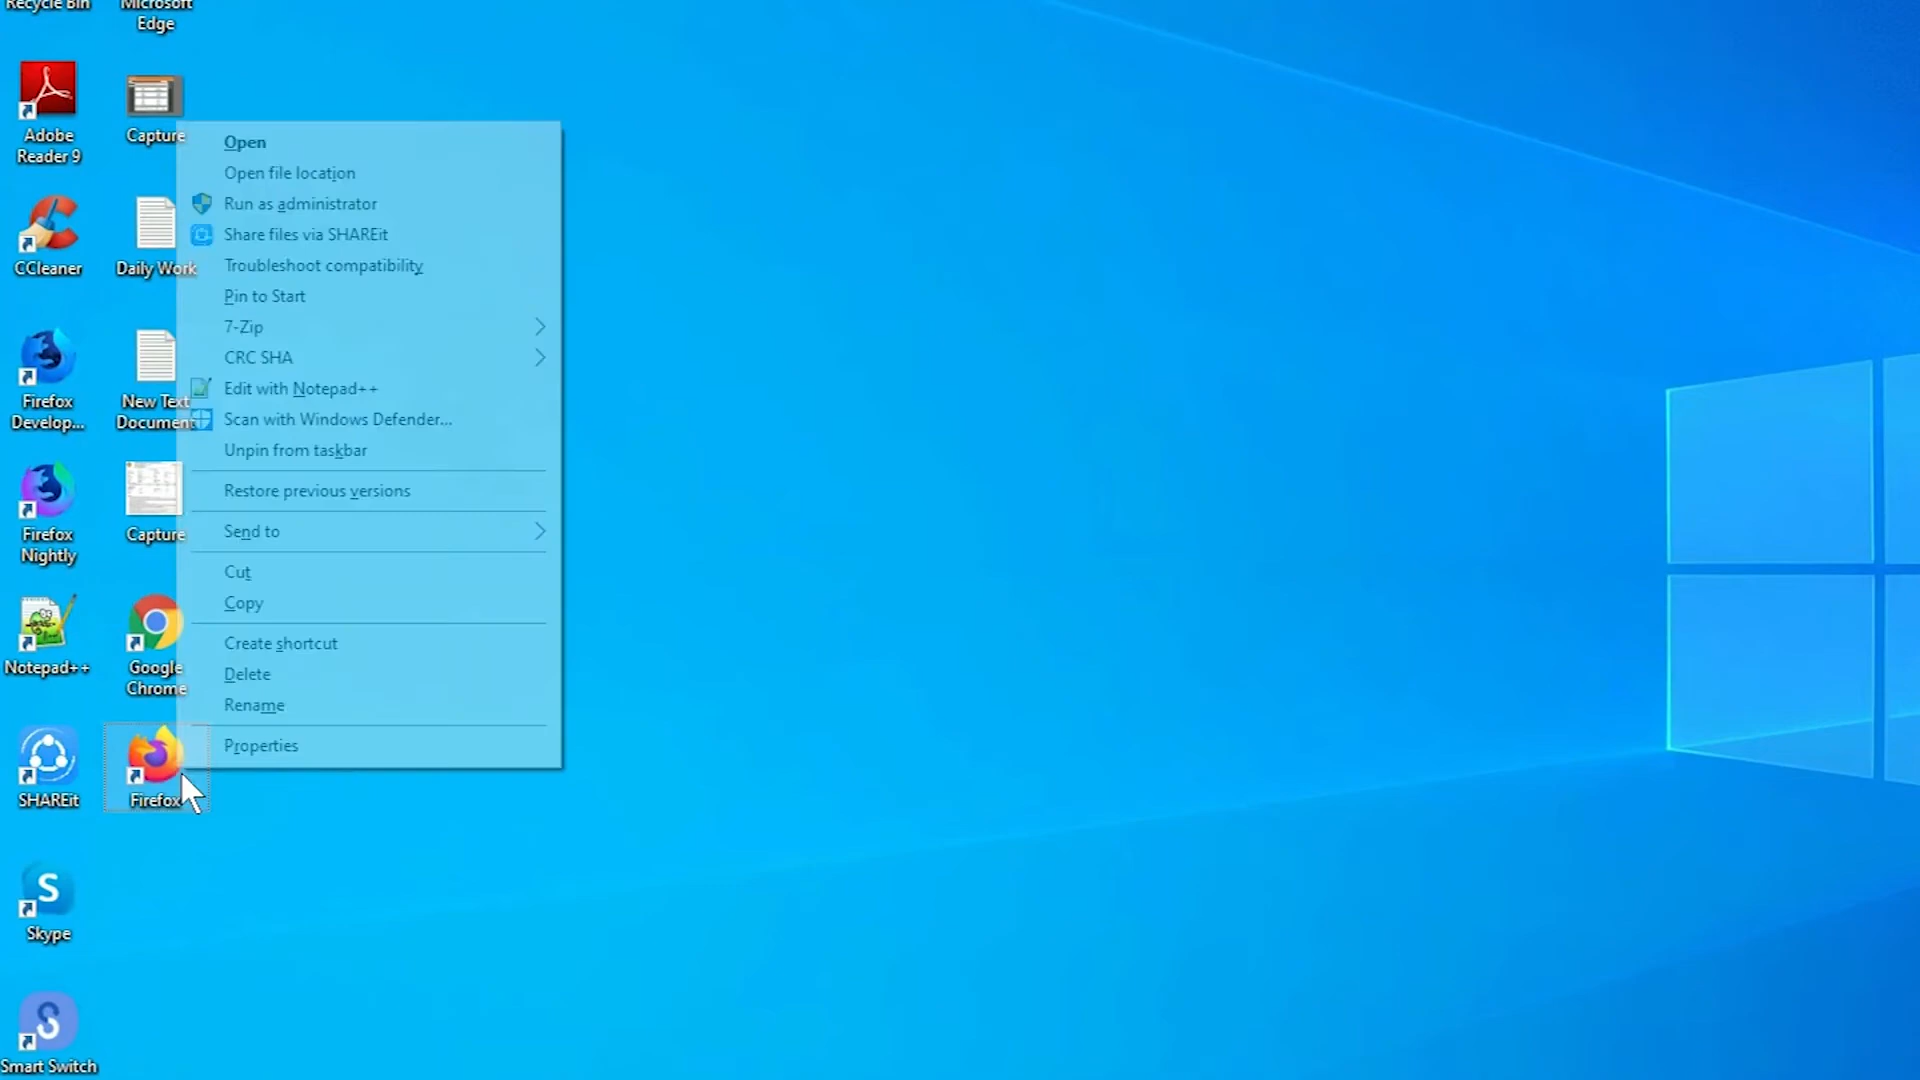 Recycle Bin
Microsoft
Edge
Adobe
Reader 9
Capture
CCleaner
Daily Work
Firefox
Develop...
New Text
Document
Firefox
Nightly
Capture
Notepad++
Google
Chrome
SHAREit
Firefox
S
Skype
Smart Switch
Open
Open file location
Run as administrator
Share files via SHAREit
Troubleshoot compatibility
Pin to Start
7-Zip
CRC SHA
Edit with Notepad++
Scan with Windows Defender...
Unpin from taskbar
Restore previous versions
Send to
Cut
Copy
Create shortcut
Delete
Rename
Properties